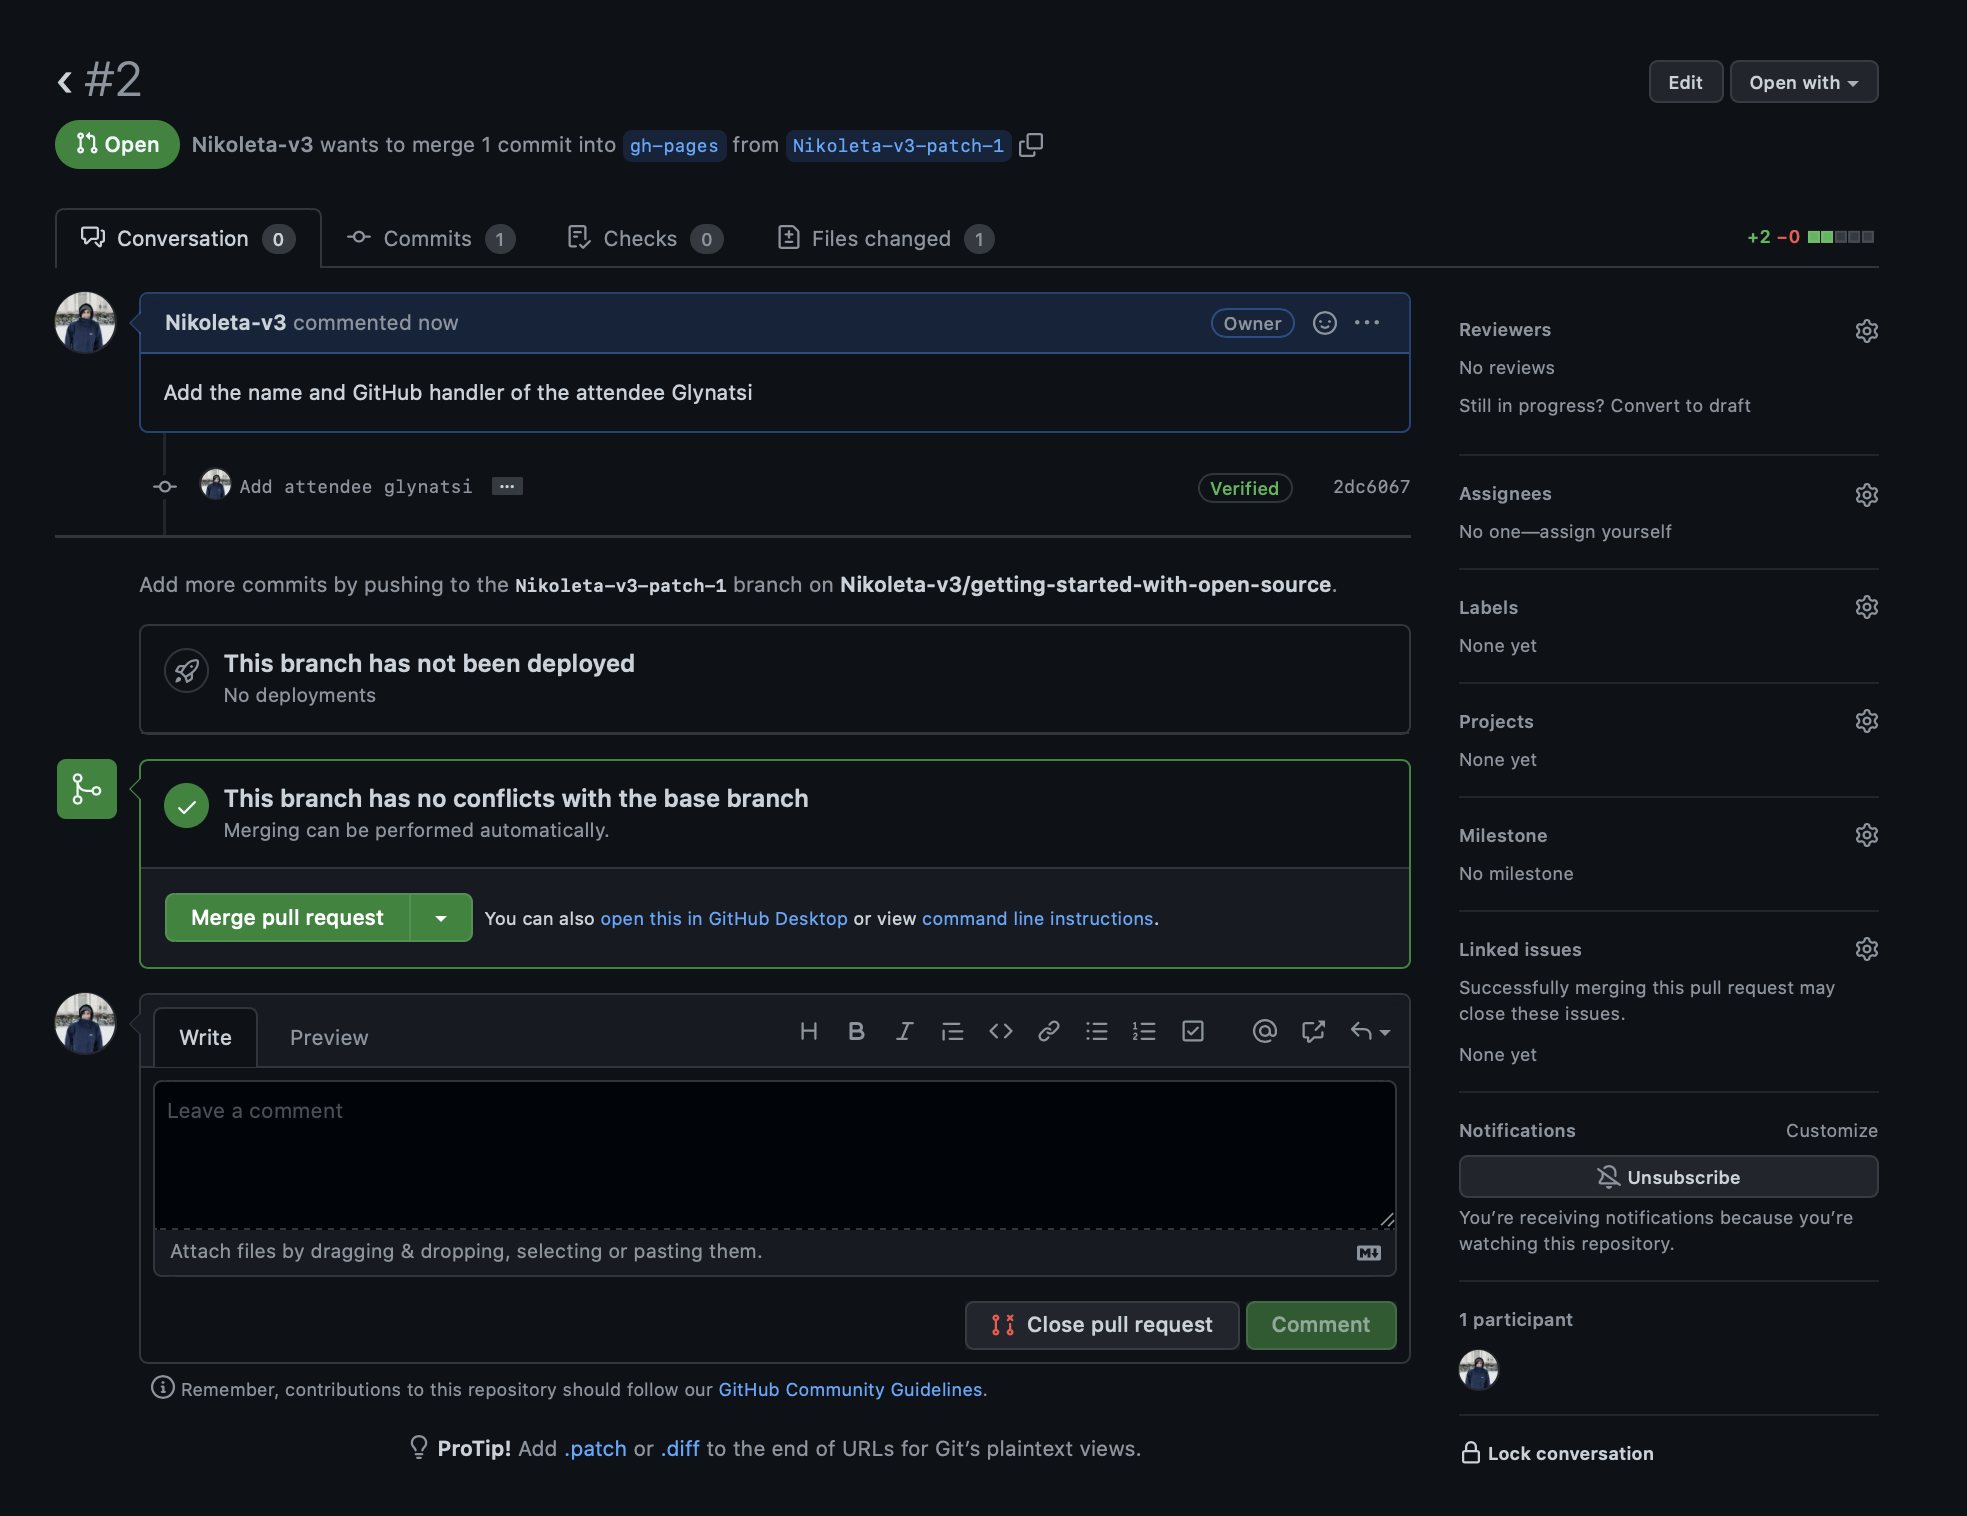 #2
Edit
Open with
Open
Nikoleta-v3 wants to merge 1 commit into gh-pages from Nikoleta-v3-patch-1
Conversation 0
Commits 1
Checks 0
Files changed 1
+2 −0
Nikoleta-v3 commented now
Owner
Add the name and GitHub handler of the attendee Glynatsi
Add attendee glynatsi
Verified
2dc6067
Add more commits by pushing to the Nikoleta-v3-patch-1 branch on Nikoleta-v3/getting-started-with-open-source.
This branch has not been deployed
No deployments
This branch has no conflicts with the base branch
Merging can be performed automatically.
Merge pull request
You can also open this in GitHub Desktop or view command line instructions.
Write
Preview
Leave a comment
Attach files by dragging & dropping, selecting or pasting them.
Close pull request
Comment
Remember, contributions to this repository should follow our GitHub Community Guidelines.
ProTip! Add .patch or .diff to the end of URLs for Git’s plaintext views.
Reviewers
No reviews
Still in progress? Convert to draft
Assignees
No one—assign yourself
Labels
None yet
Projects
None yet
Milestone
No milestone
Linked issues
Successfully merging this pull request may
close these issues.
None yet
Notifications
Customize
Unsubscribe
You’re receiving notifications because you’re
watching this repository.
1 participant
Lock conversation